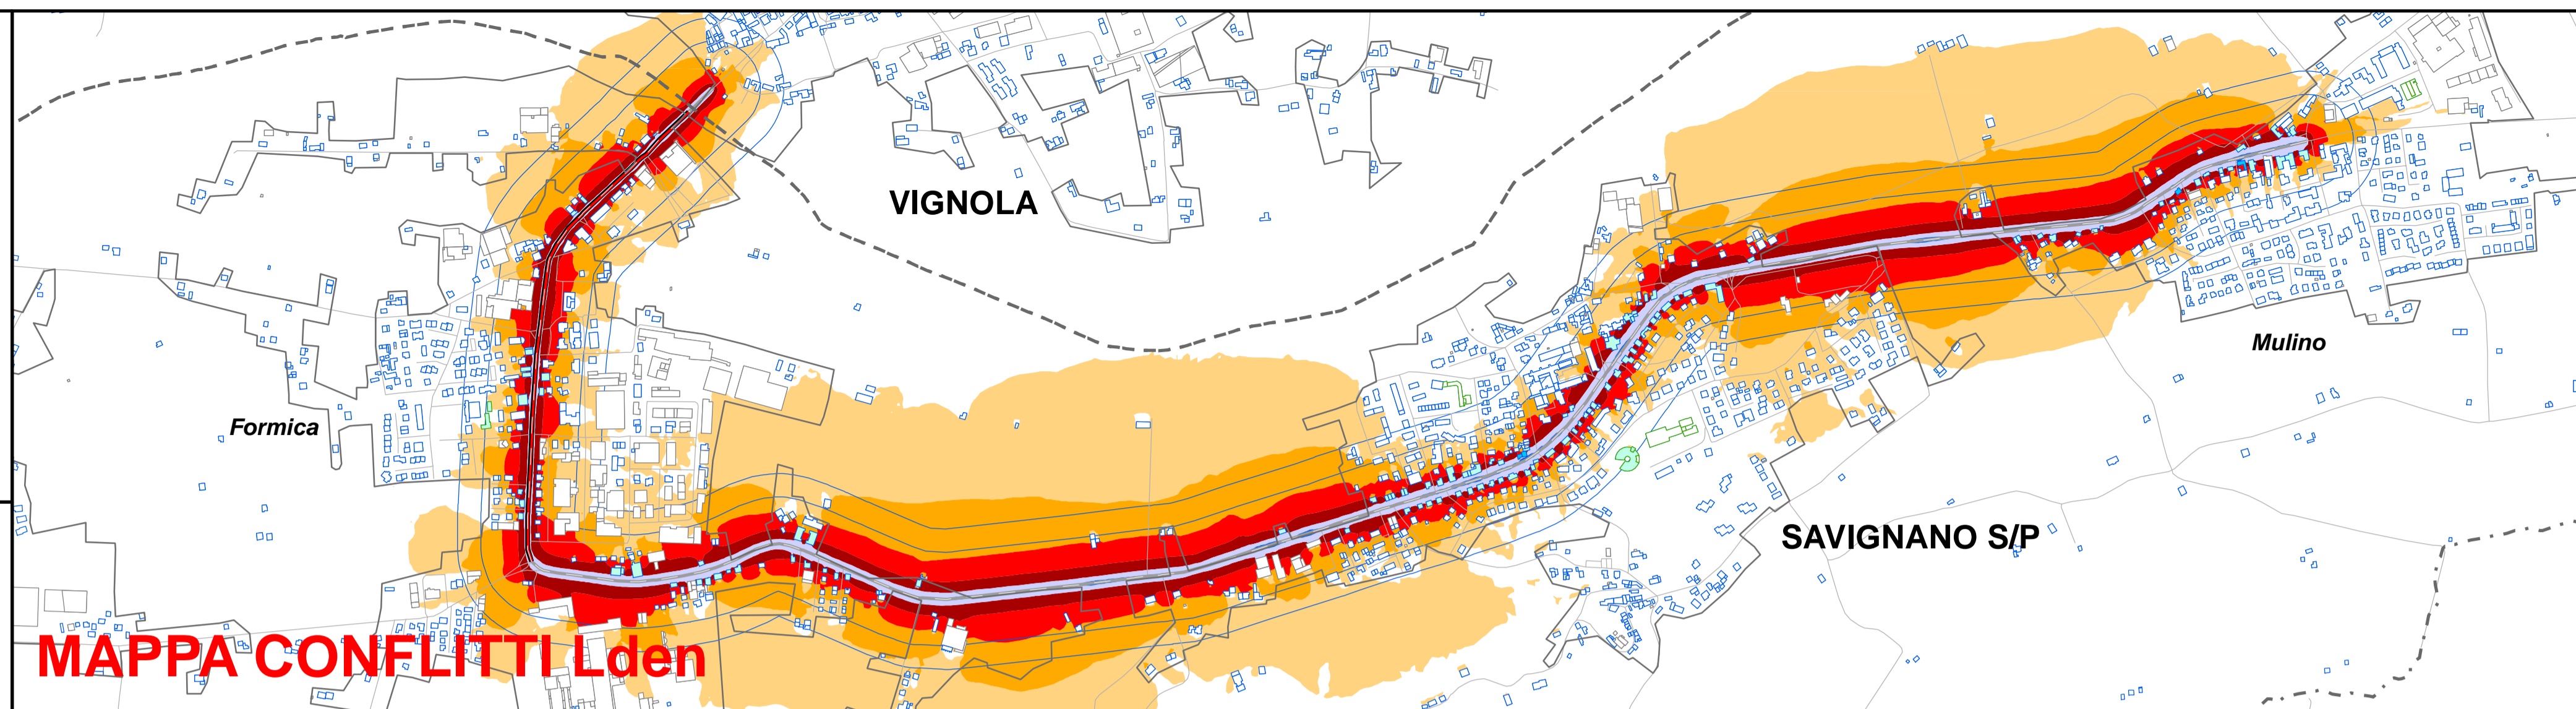 VIGNOLA
Mulino
Formica
SAVIGNANO S/P
MAPPA CONFLITTI Lden